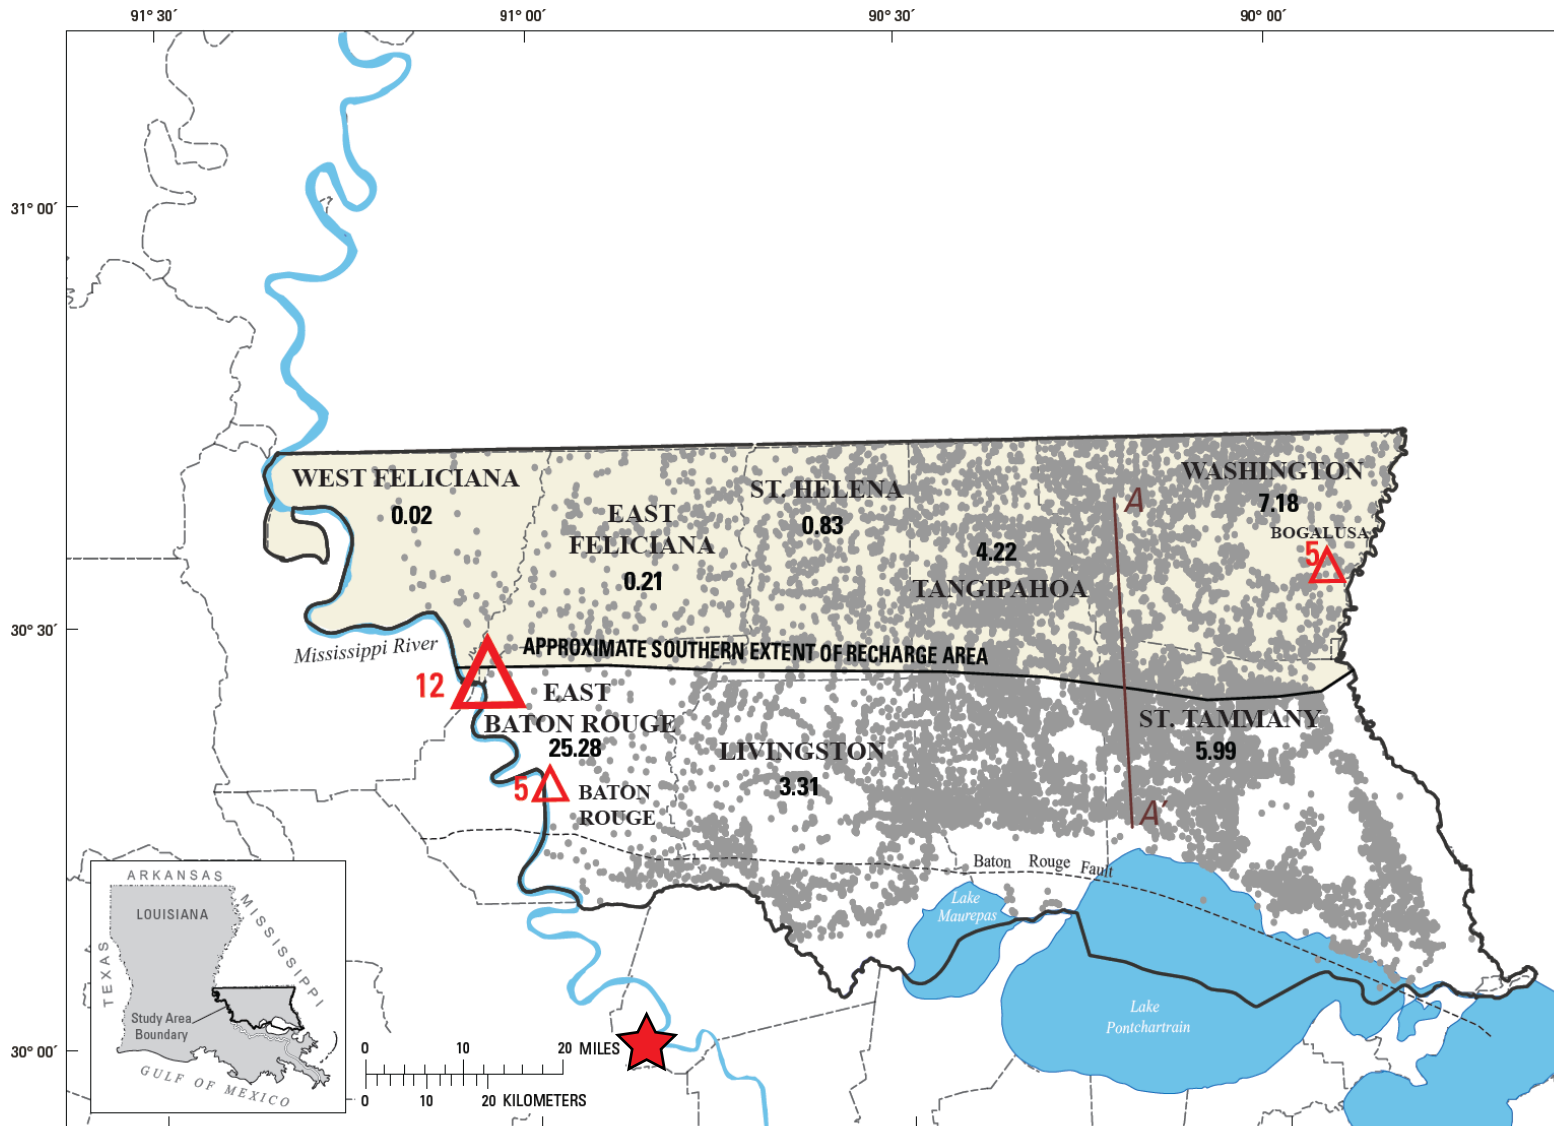 91° 30´
91° 00´
90° 30´
90° 00´
31° 00´
30° 30´
30° 00´
WEST FELICIANA
0.02
EAST
FELICIANA
0.21
ST. HELENA
0.83
4.22
TANGIPAHOA
A
WASHINGTON
7.18
BOGALUSA
5
Mississippi River
APPROXIMATE SOUTHERN EXTENT OF RECHARGE AREA
12
EAST
BATON ROUGE
25.28
5
BATON
ROUGE
LIVINGSTON
3.31
ST. TAMMANY
5.99
A´
Baton Rouge Fault
Lake
Maurepas
Lake
Pontchartrain
ARKANSAS
LOUISIANA
MISSISSIPPI
TEXAS
Study Area
Boundary
GULF OF MEXICO
0 10 20 MILES
0 10 20 KILOMETERS